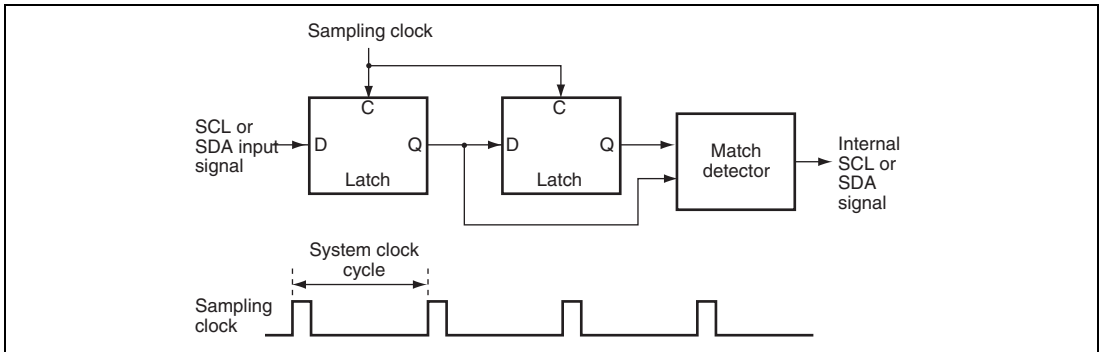 Sampling clock
SCL or
SDA input
signal
C
D
Q
Latch
C
D
Q
Latch
Match
detector
Internal
SCL or
SDA
signal
System clock
cycle
Sampling
clock